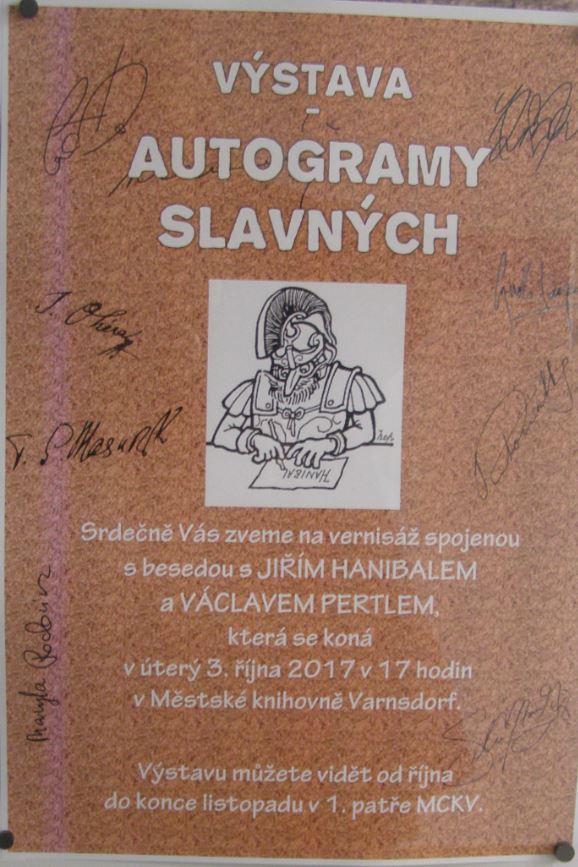 VÝSTAVA
-
AUTOGRAMY
SLAVNÝCH
HANIBAL
Srdečně Vás zveme na vernisáž spojenou
s besedou s JIŘÍM HANIBALEM
a VÁCLAVEM PERTLEM,
která se koná
v úterý 3. října 2017 v 17 hodin
v Městské knihovně Varnsdorf.
Výstavu můžete vidět od října
do konce listopadu v 1. patře MCKV.